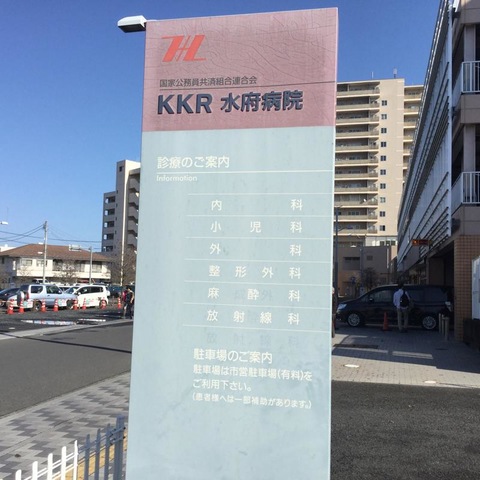 国家公務員共済組合連合会
KKR 水府病院
診療のご案内
Information
内科
小児科
外科
整形外科
麻酔科
放射線科
駐車場のご案内
駐車場は市営駐車場(有料)を
ご利用下さい。
(患者様へは一部補助があります。)